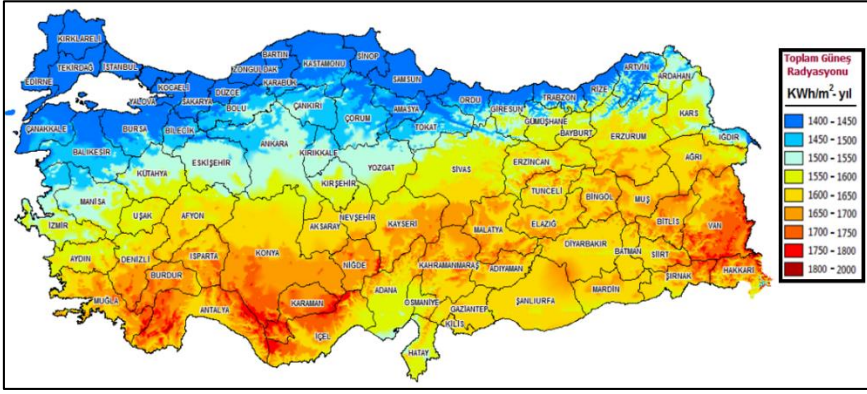 KIRKLARELİ
EDİRNE
TEKİRDAĞ
İSTANBUL
KOCAELİ
YALOVA
SAKARYA
DÜZCE
BOLU
ZONGULDAK
BARTIN
KARABÜK
KASTAMONU
SİNOP
SAMSUN
ÇANKIRI
ÇORUM
AMASYA
TOKAT
ORDU
GİRESUN
TRABZON
RİZE
ARTVİN
ARDAHAN
GÜMÜŞHANE
BAYBURT
ERZURUM
KARS
IĞDIR
AĞRI
ÇANAKKALE
BALIKESİR
BURSA
BİLECİK
KÜTAHYA
ESKİŞEHİR
ANKARA
KIRIKKALE
KIRŞEHİR
YOZGAT
SİVAS
ERZİNCAN
TUNCELİ
BİNGÖL
MUŞ
BİTLİS
VAN
MANİSA
İZMİR
UŞAK
AFYON
AKSARAY
NEVŞEHİR
KAYSERİ
MALATYA
ELAZIĞ
DİYARBAKIR
BATMAN
SİİRT
ŞIRNAK
HAKKARİ
AYDIN
DENİZLİ
ISPARTA
BURDUR
KONYA
NİĞDE
KAHRAMANMARAŞ
ADIYAMAN
MARDİN
MUĞLA
ANTALYA
KARAMAN
İÇEL
ADANA
OSMANİYE
GAZİANTEP
KİLİS
ŞANLIURFA
HATAY
Toplam Güneş
Radyasyonu
KWh/m²- yıl
1400 - 1450
1450 - 1500
1500 - 1550
1550 - 1600
1600 - 1650
1650 - 1700
1700 - 1750
1750 - 1800
1800 - 2000